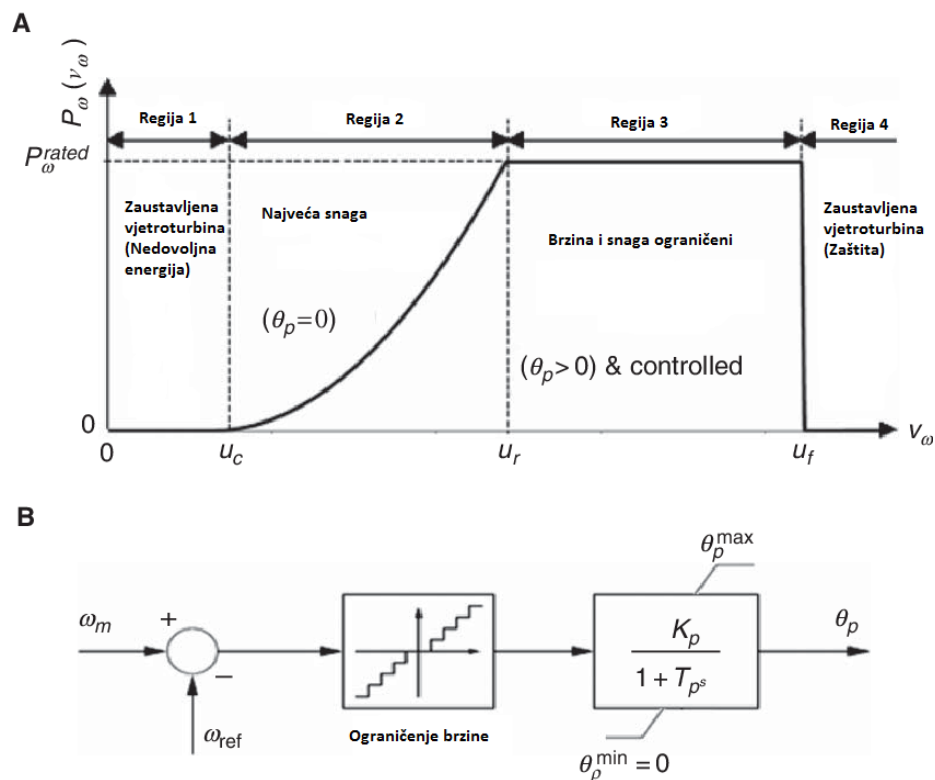 A
P_ω (v_ω)
Regija 1
Regija 2
Regija 3
Regija 4
P_ω^rated
Zaustavljena
vjetroturbina
(Nedovoljna
energija)
Najveća snaga
Brzina i snaga ograničeni
Zaustavljena
vjetroturbina
(Zaštita)
(θ_p=0)
(θ_p>0) & controlled
0
0
u_c
u_r
u_f
v_ω
B
θ_p^max
ω_m
+
−
K_p
1 + T_p^s
θ_p
ω_ref
Ograničenje brzine
θ_p^min = 0